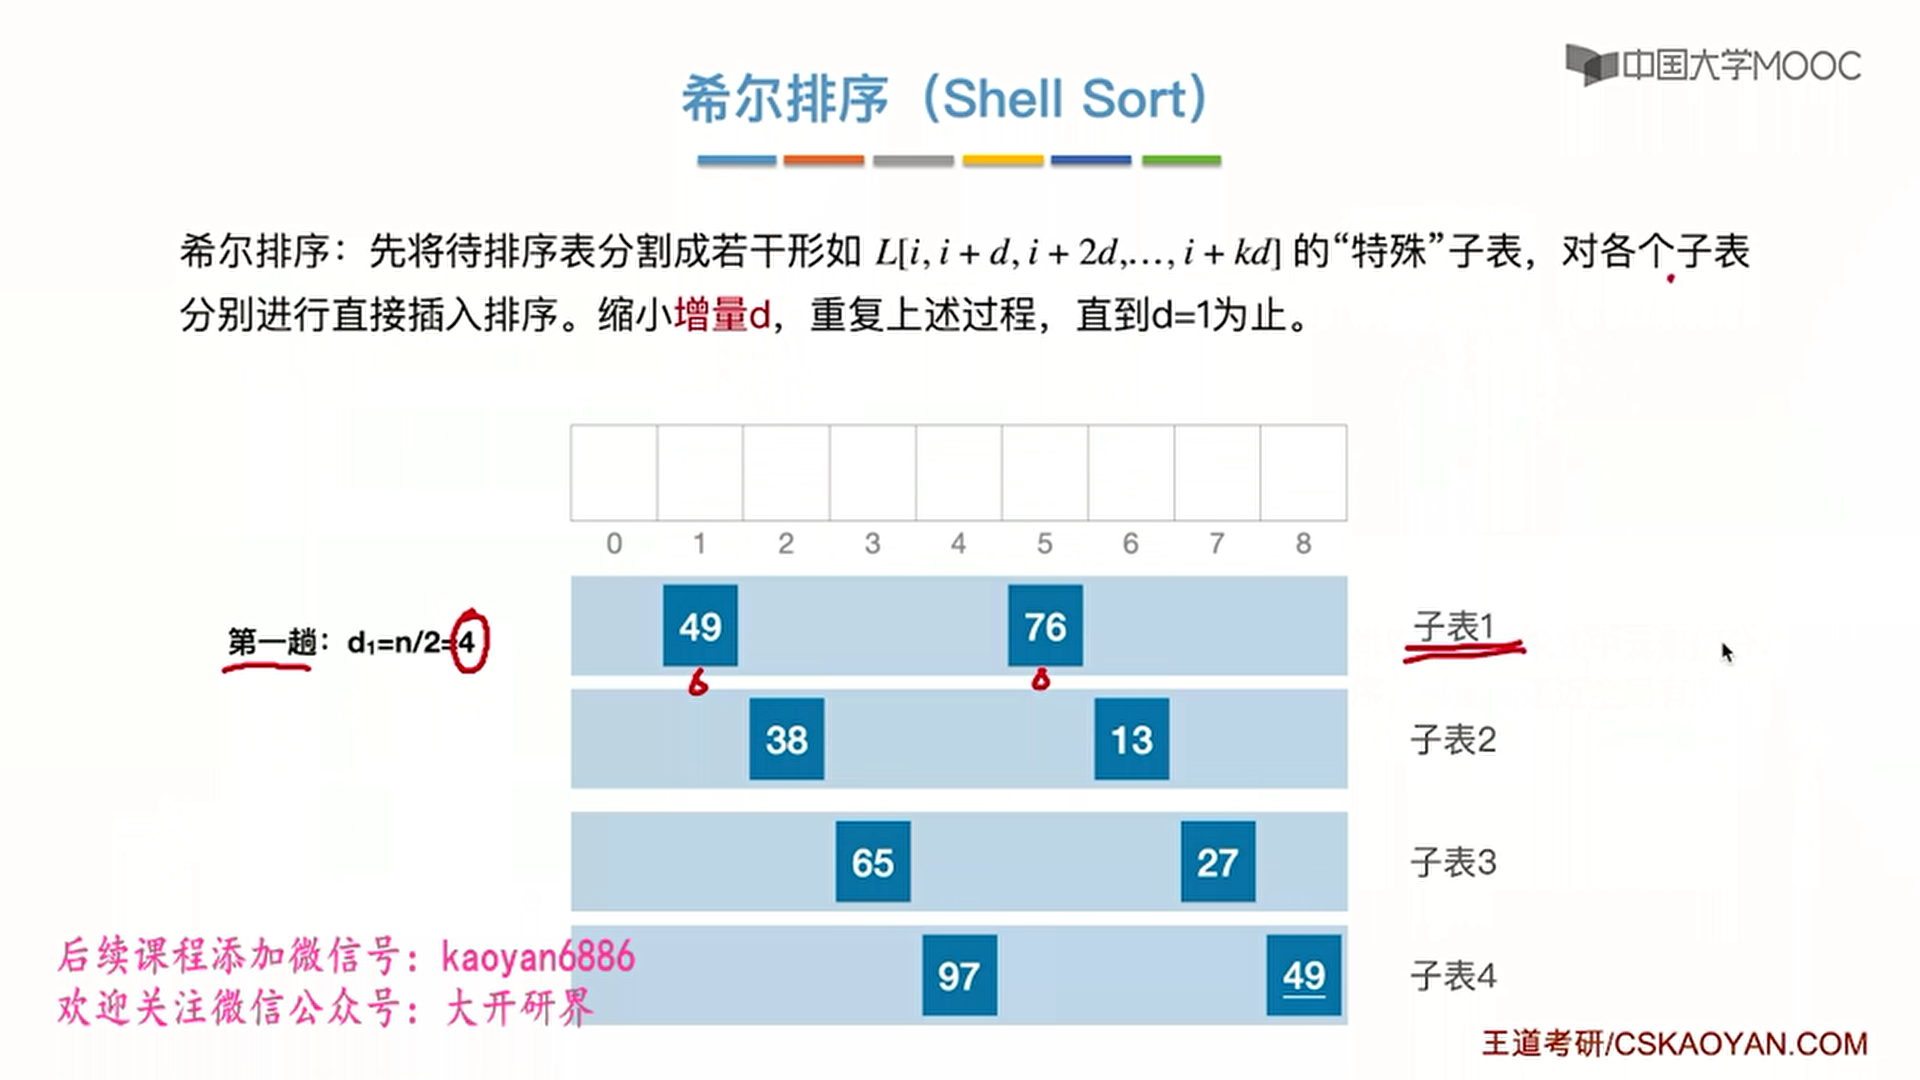 中国大学MOOC
希尔排序（Shell Sort）
希尔排序：先将待排序表分割成若干形如 L[i, i + d, i + 2d,…, i + kd] 的“特殊”子表，对各个子表
分别进行直接插入排序。缩小增量d，重复上述过程，直到d=1为止。
0 1 2 3 4 5 6 7 8
第一趟：d₁=n/2=4
49 76 子表1
38 13 子表2
65 27 子表3
97 49 子表4
后续课程添加微信号：kaoyan6886
欢迎关注微信公众号：大开研界
王道考研/CSKAOYAN.COM